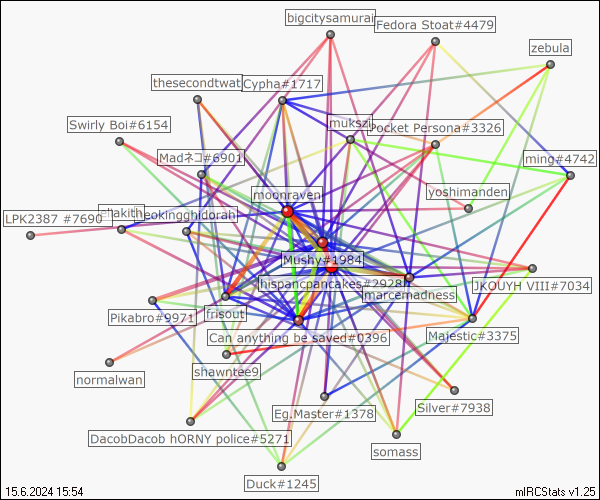 bigcitysamurai
Fedora Stoat#4479
zebula
thesecondtwat
Cypha#1717
mukszi
Pocket Persona#3326
Swirly Boi#6154
Madネコ#6901
ming#4742
moonraven
yoshimanden
LPK2387 #7690
theokingghidorah
Mushy#1984
hispancpancakes#2928
JKOUYH VIII#7034
marcemadness
Pikabro#9971
frisout
Can anything be saved#0396
Majestic#3375
shawntee9
normalwan
Eg.Master#1378
Silver#7938
DacobDacob hORNY police#5271
somass
Duck#1245
15.6.2024 15:54
mIRCStats v1.25